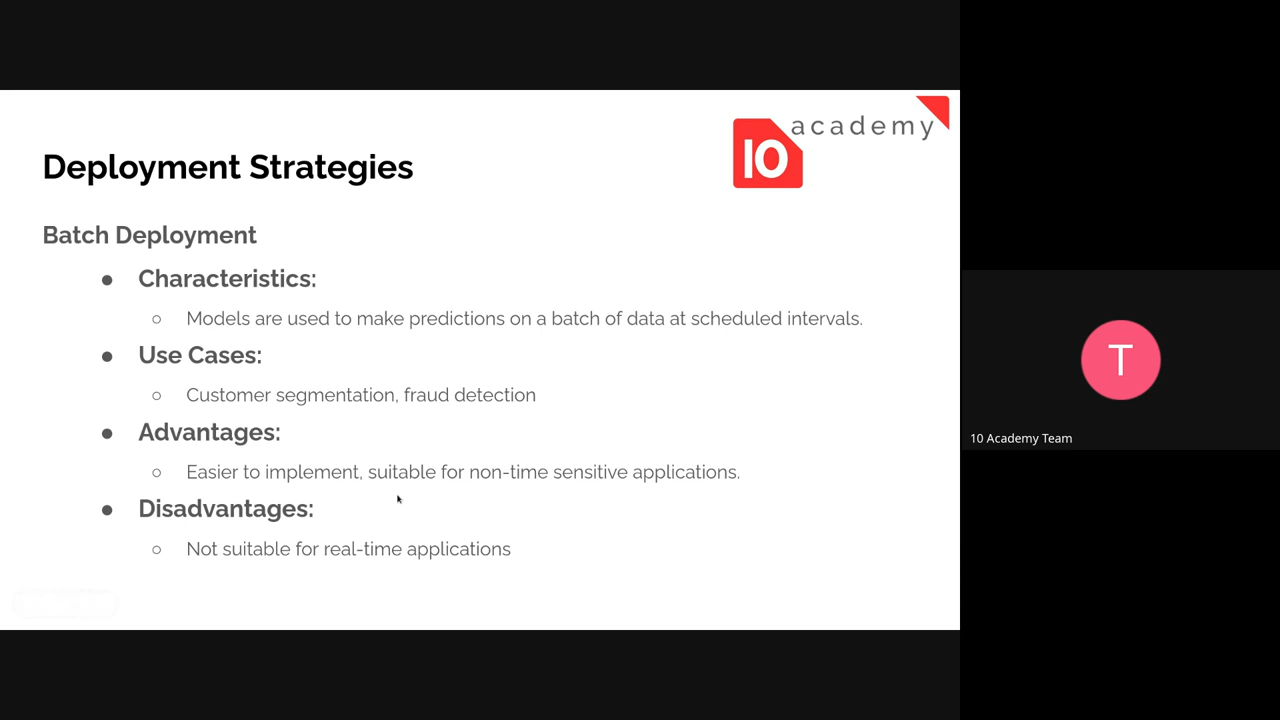 10 academy
Deployment Strategies
Batch Deployment
● Characteristics:
○ Models are used to make predictions on a batch of data at scheduled intervals.
● Use Cases:
○ Customer segmentation, fraud detection
● Advantages:
○ Easier to implement, suitable for non-time sensitive applications.
● Disadvantages:
○ Not suitable for real-time applications
T
10 Academy Team